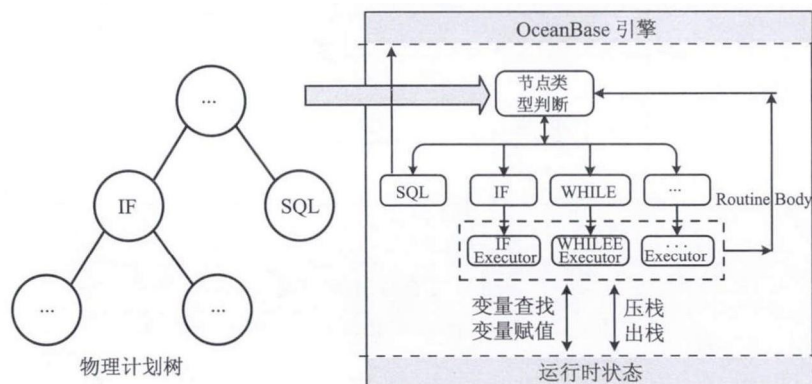 OceanBase 引擎
...
节点类
型判断
IF
SQL
SQL
IF
WHILE
...
Routine Body
IF
Executor
WHILEE
Executor
...
Executor
...
...
变量查找
变量赋值
压栈
出栈
物理计划树
运行时状态